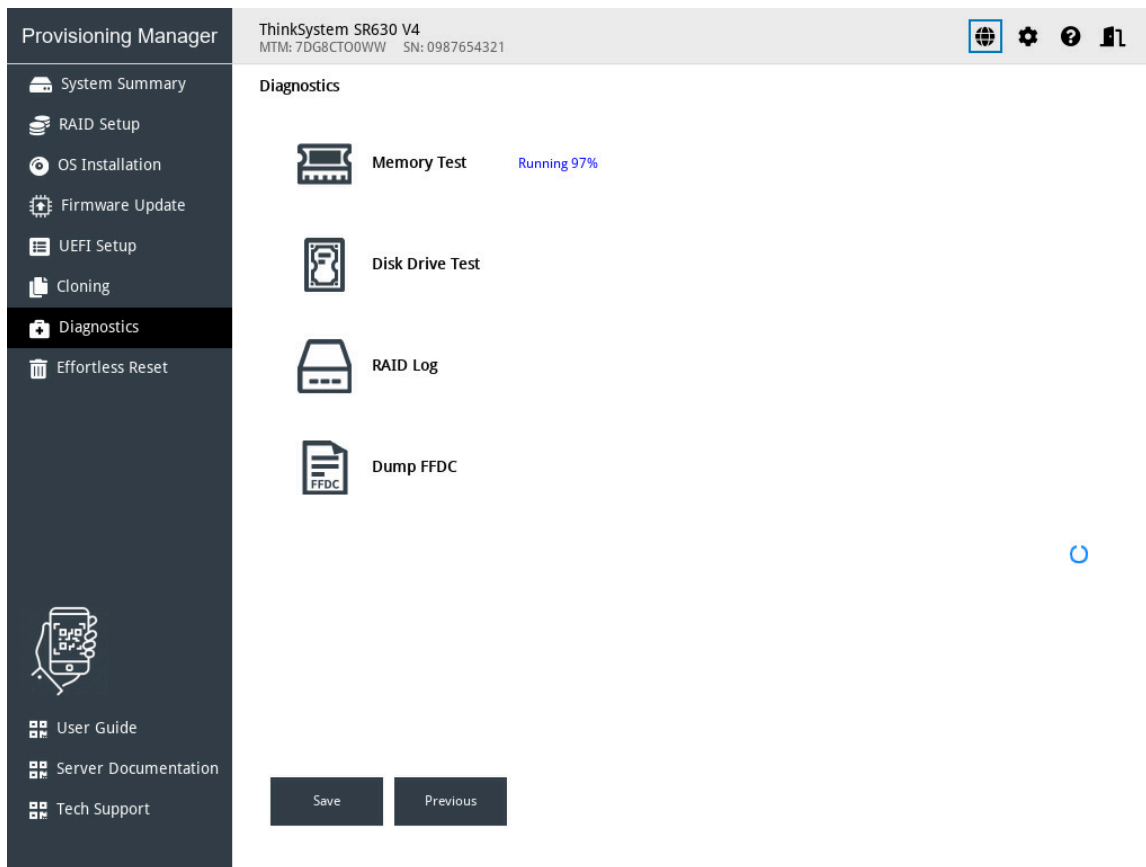 Provisioning Manager
ThinkSystem SR630 V4
MTM: 7DG8CTO0WW SN: 0987654321
System Summary
RAID Setup
OS Installation
Firmware Update
UEFI Setup
Cloning
Diagnostics
Effortless Reset
User Guide
Server Documentation
Tech Support
Diagnostics
Memory Test Running 97%
Disk Drive Test
RAID Log
FFDC
Dump FFDC
Save Previous